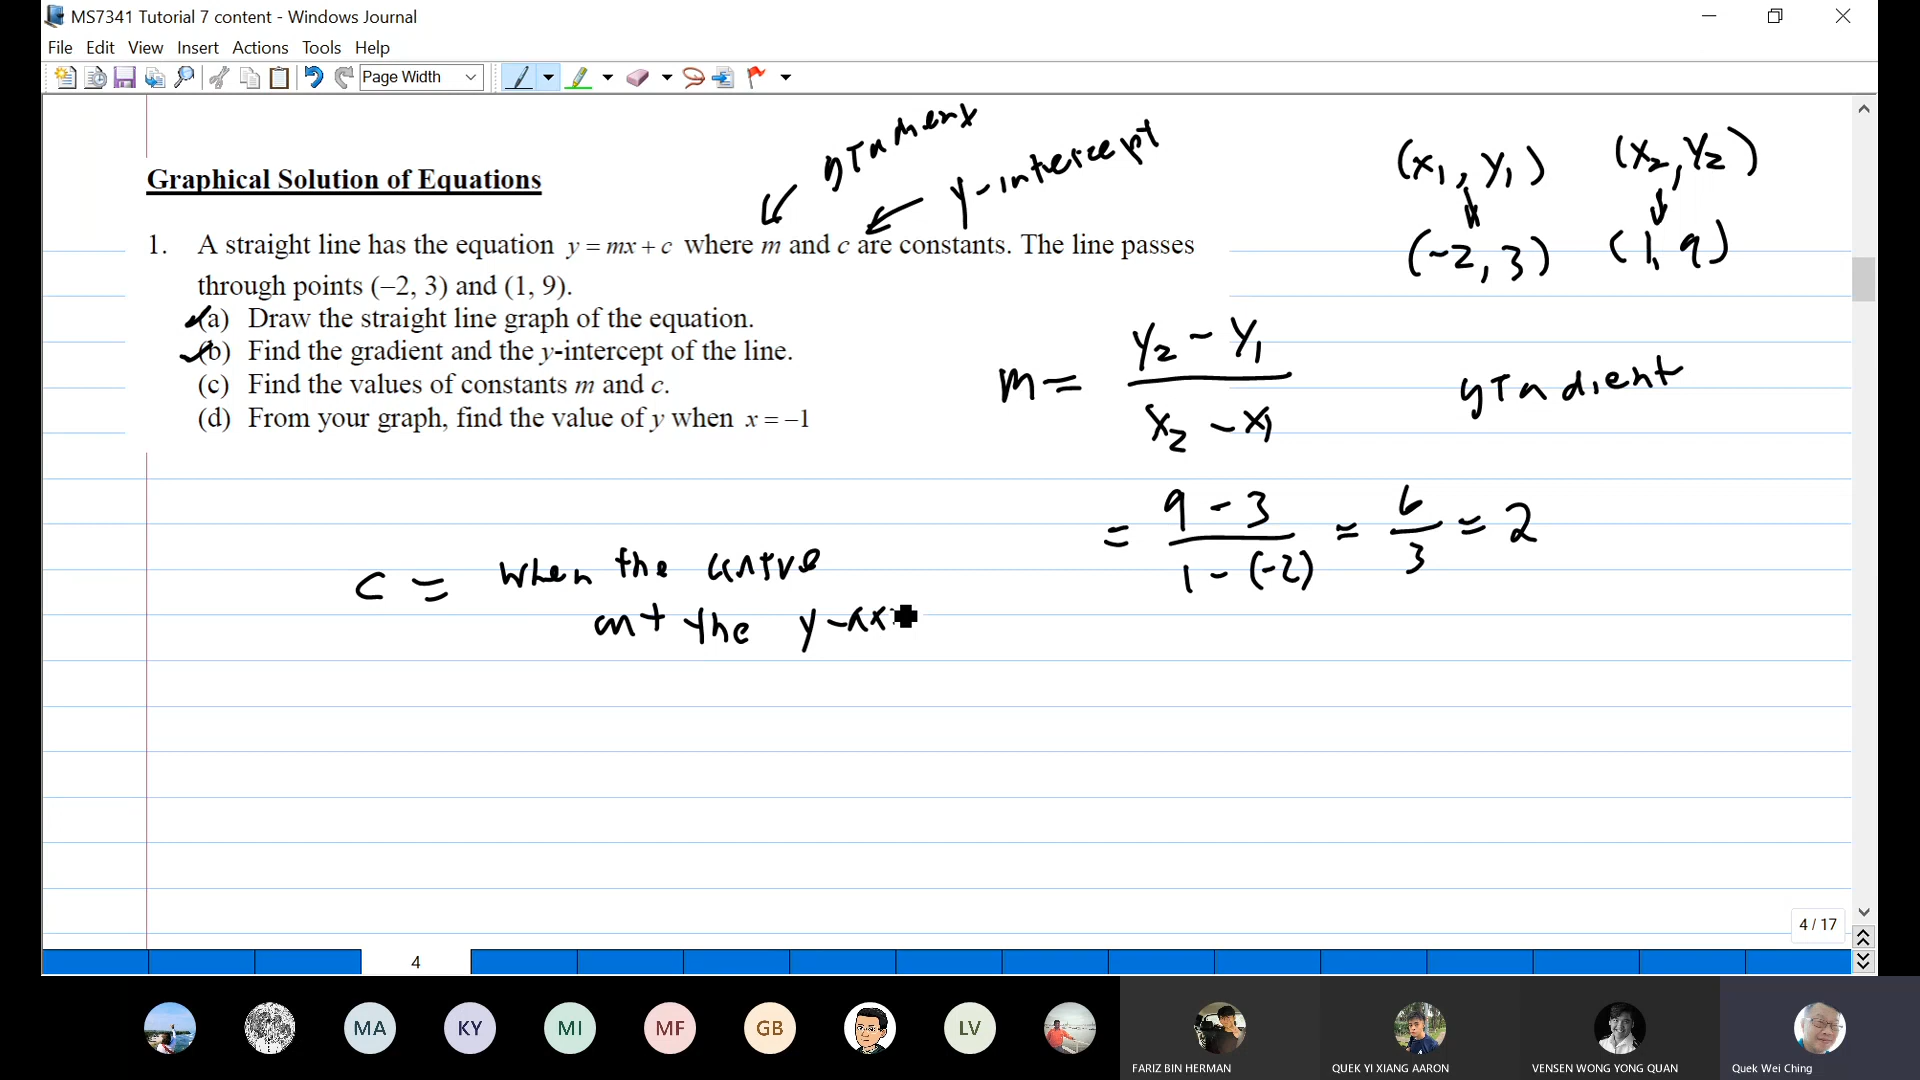 MS7341 Tutorial 7 content - Windows Journal
File Edit View Insert Actions Tools Help
Page Width
gradient
y-intercept
(x₁, y₁) (x₂, y₂)
(-2, 3) (1, 9)
Graphical Solution of Equations
1. A straight line has the equation y = mx + c where m and c are constants. The line passes
through points (−2, 3) and (1, 9).
(a) Draw the straight line graph of the equation.
(b) Find the gradient and the y-intercept of the line.
(c) Find the values of constants m and c.
(d) From your graph, find the value of y when x = −1
m = (y₂ - y₁)/(x₂ - x₁) gradient
= (9 - 3)/(1 - (-2)) = 6/3 = 2
c = when the curve
cut the y-ax
4 / 17
4
MA KY MI MF GB LV
FARIZ BIN HERMAN
QUEK YI XIANG AARON
VENSEN WONG YONG QUAN
Quek Wei Ching